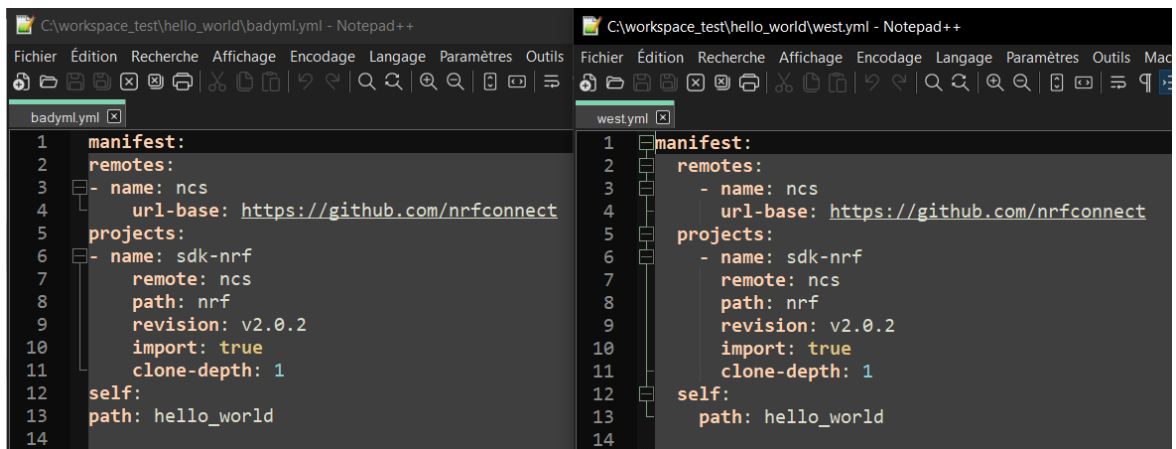 C:\workspace_test\hello_world\badyml.yml - Notepad++
Fichier Édition Recherche Affichage Encodage Langage Paramètres Outils
badyml.yml
1 manifest:
2 remotes:
3 - name: ncs
4 url-base: https://github.com/nrfconnect
5 projects:
6 - name: sdk-nrf
7 remote: ncs
8 path: nrf
9 revision: v2.0.2
10 import: true
11 clone-depth: 1
12 self:
13 path: hello_world
14
C:\workspace_test\hello_world\west.yml - Notepad++
Fichier Édition Recherche Affichage Encodage Langage Paramètres Outils Mac
west.yml
1 manifest:
2 remotes:
3 - name: ncs
4 url-base: https://github.com/nrfconnect
5 projects:
6 - name: sdk-nrf
7 remote: ncs
8 path: nrf
9 revision: v2.0.2
10 import: true
11 clone-depth: 1
12 self:
13 path: hello_world
14